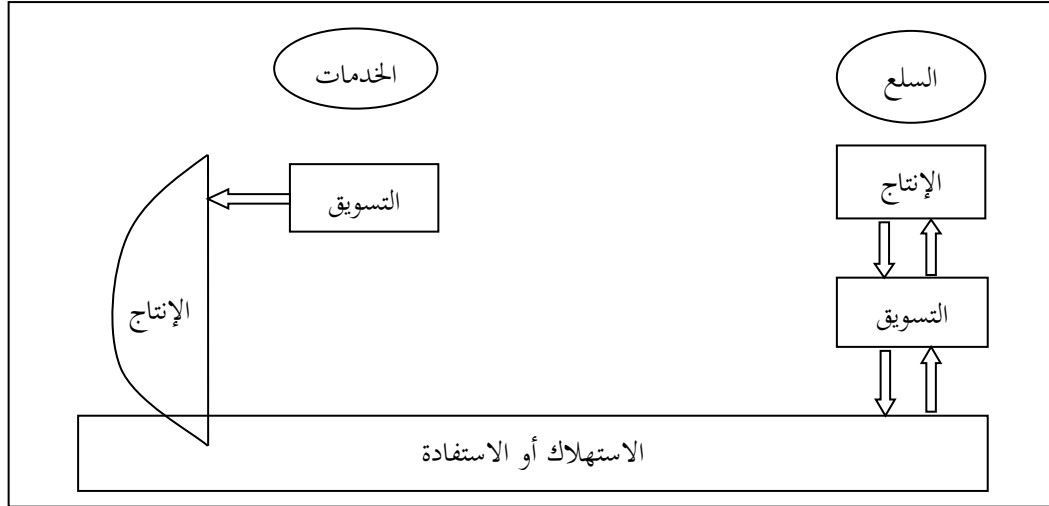 السلع
الخدمات
الإنتاج
التسويق
التسويق
الإنتاج
الاستهلاك أو الاستفادة